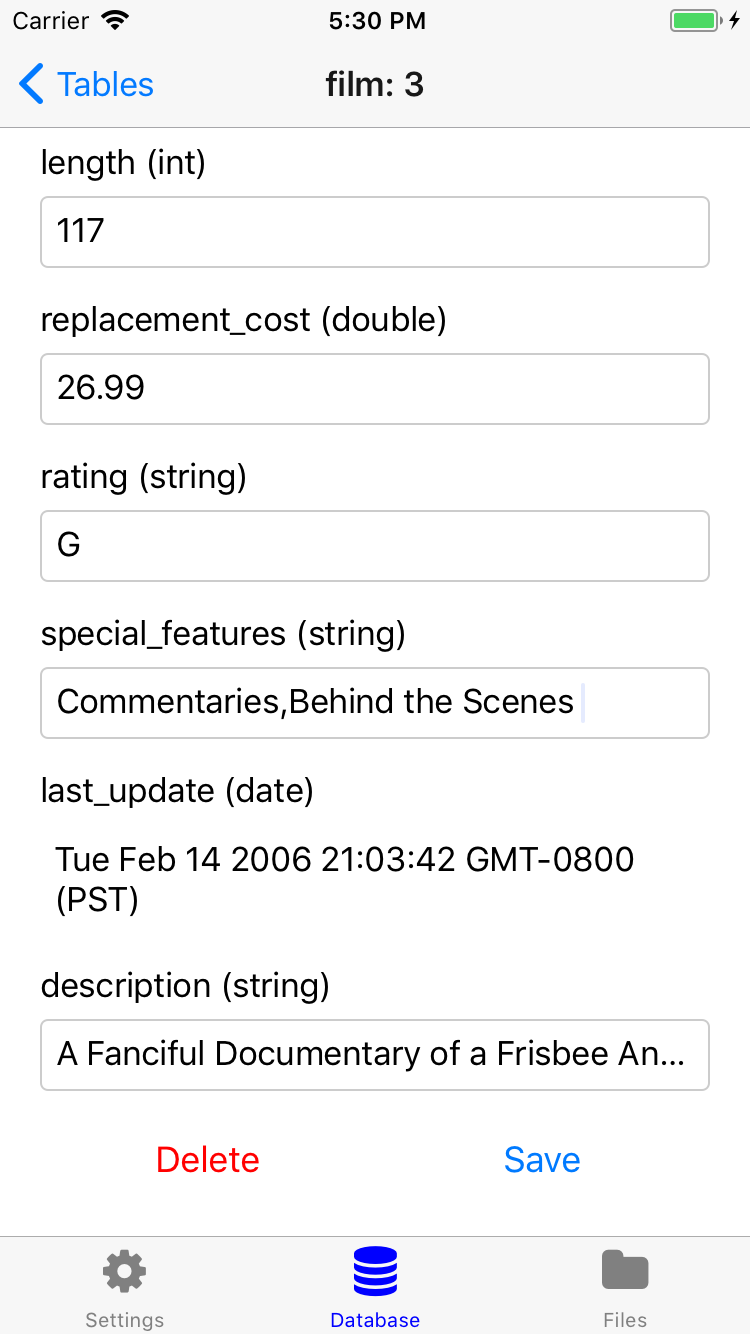 Carrier 5:30 PM
Tables film: 3
length (int)
117
replacement_cost (double)
26.99
rating (string)
G
special_features (string)
Commentaries,Behind the Scenes
last_update (date)
Tue Feb 14 2006 21:03:42 GMT-0800
(PST)
description (string)
A Fanciful Documentary of a Frisbee An...
Delete Save
Settings Database Files